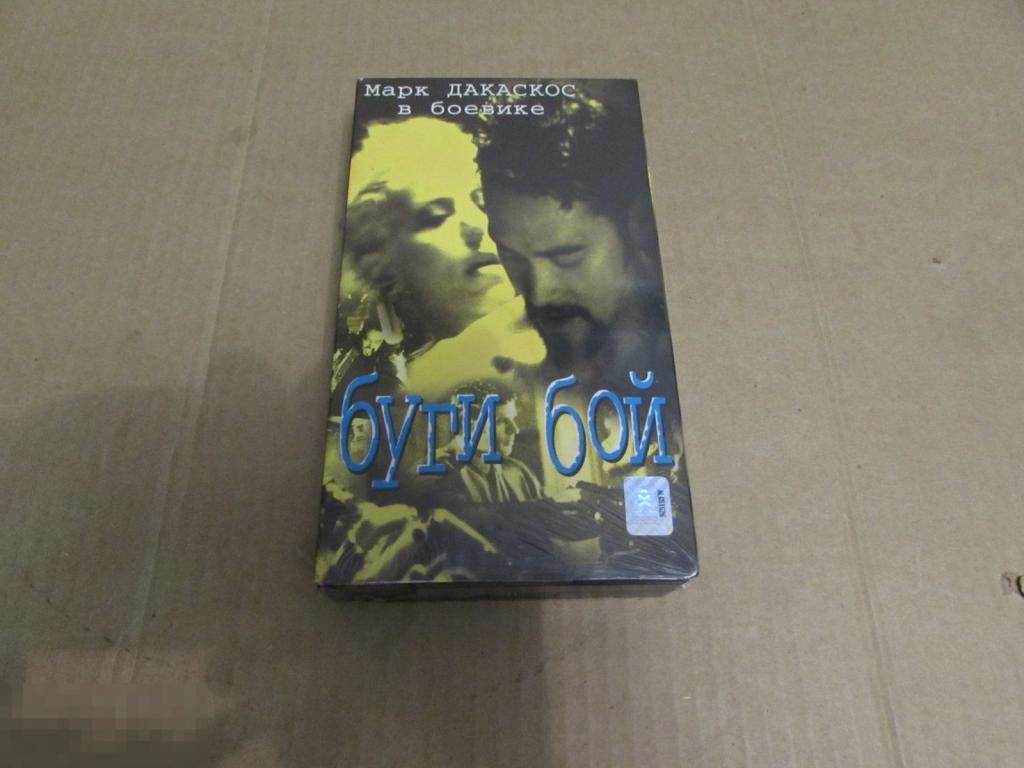 Марк ДАКАСКОС
в боевике
буги бой